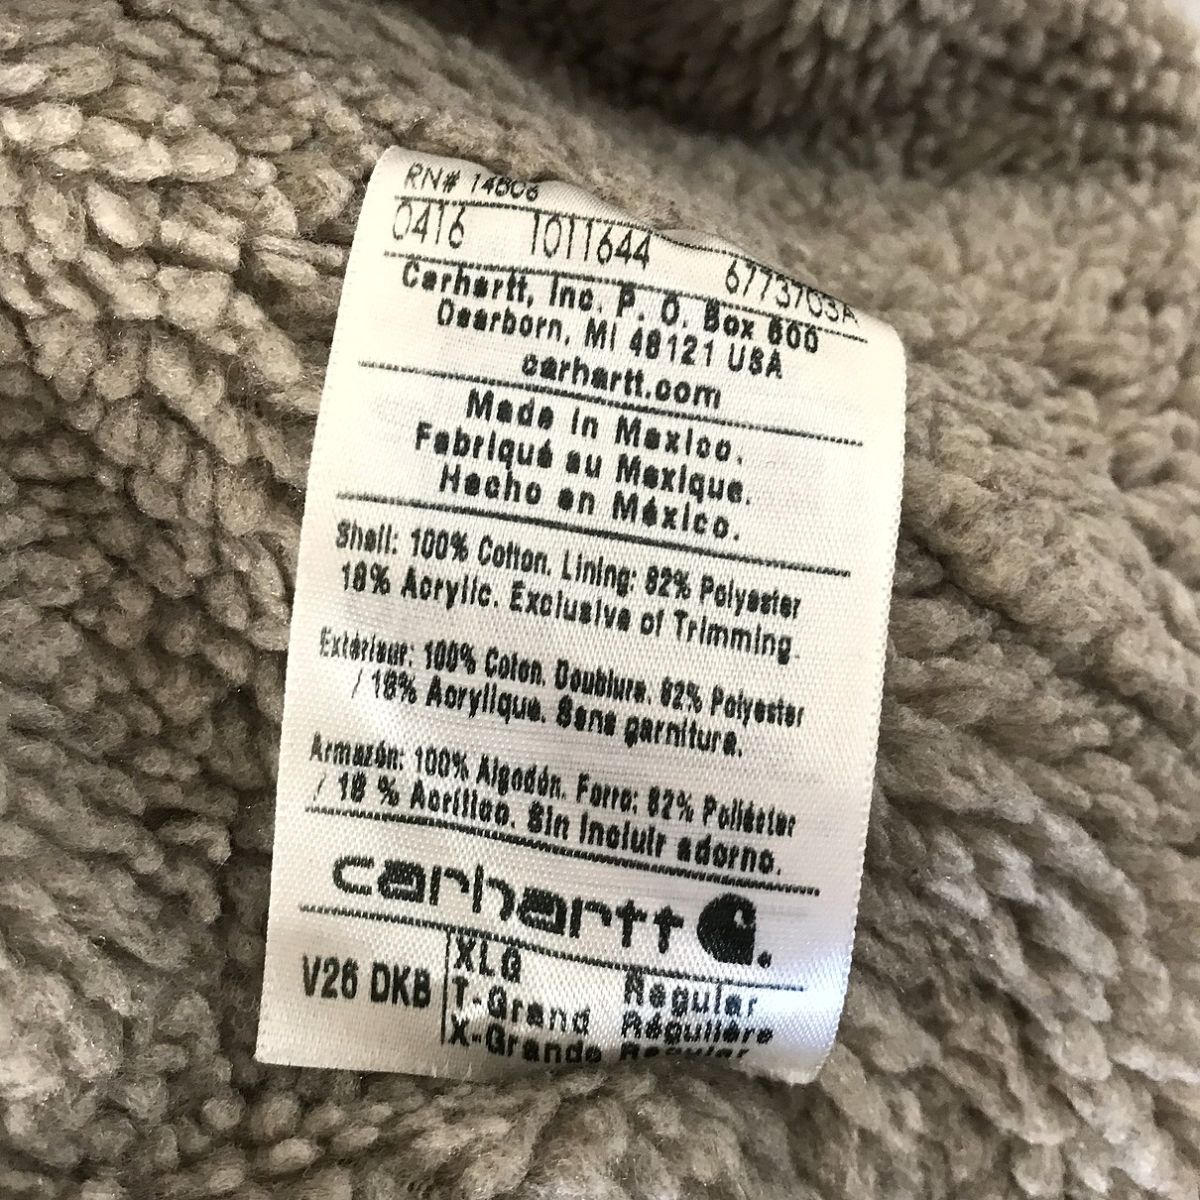 RN# 14806
0416 1011644 6773703A
Carhartt, Inc. P. O. Box 600
Dearborn, MI 48121 USA
carhartt.com
Made in Mexico.
Fabriqué au Mexique.
Hecho en México.
Shell: 100% Cotton. Lining: 82% Polyester
18% Acrylic. Exclusive of Trimming.
Extérieur: 100% Coton. Doublure. 82% Polyester
/ 18% Acrylique. Sans garniture.
Armazón: 100% Algodón. Forro: 82% Poliéster
/ 18 % Acrílico. Sin incluir adorno.
carhartt
V26 DKB XLG Regular
T-Grand Régulière
X-Grande Regular